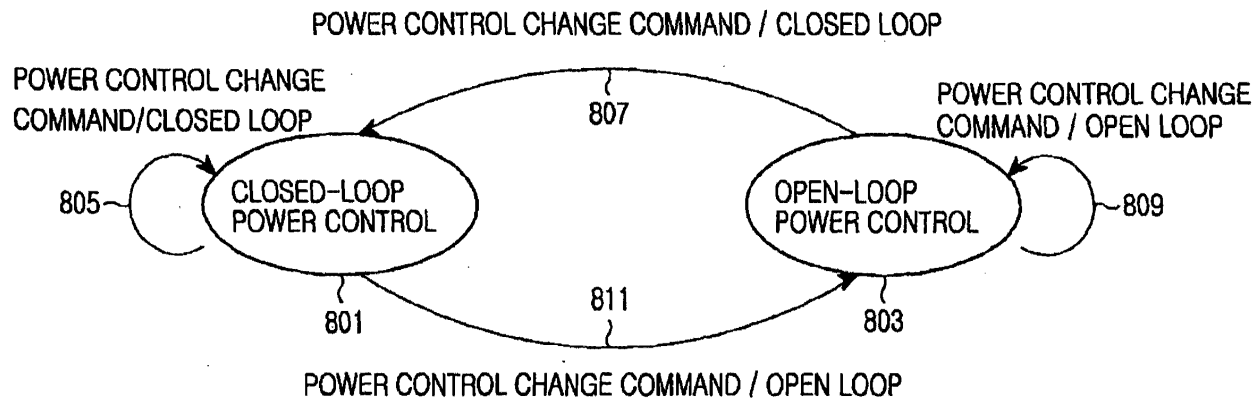 POWER CONTROL CHANGE COMMAND / CLOSED LOOP
POWER CONTROL CHANGE
COMMAND/CLOSED LOOP
807
POWER CONTROL CHANGE
COMMAND / OPEN LOOP
805
CLOSED-LOOP
POWER CONTROL
OPEN-LOOP
POWER CONTROL
809
801
811
803
POWER CONTROL CHANGE COMMAND / OPEN LOOP